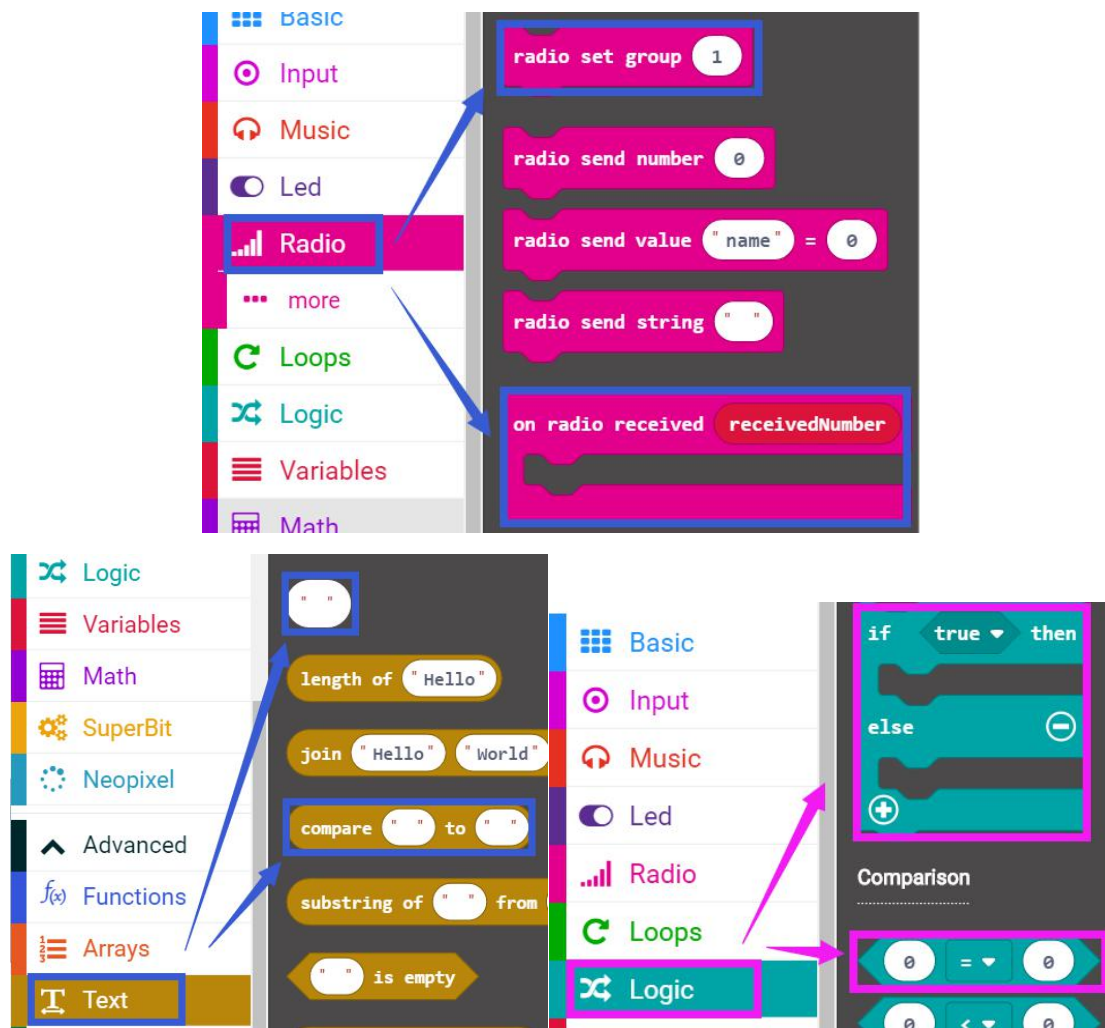 Basic
Input
Music
Led
Radio
more
Loops
Logic
Variables
Math
radio set group 1
radio send number 0
radio send value "name" = 0
radio send string " "
on radio received receivedNumber
Logic
Variables
Math
SuperBit
Neopixel
Advanced
f(x) Functions
Arrays
Text
" "
length of "Hello"
join "Hello" "World"
compare " " to " "
substring of " " from
" " is empty
Basic
Input
Music
Led
Radio
Loops
Logic
if true then
else
Comparison
0 = 0
0 < 0